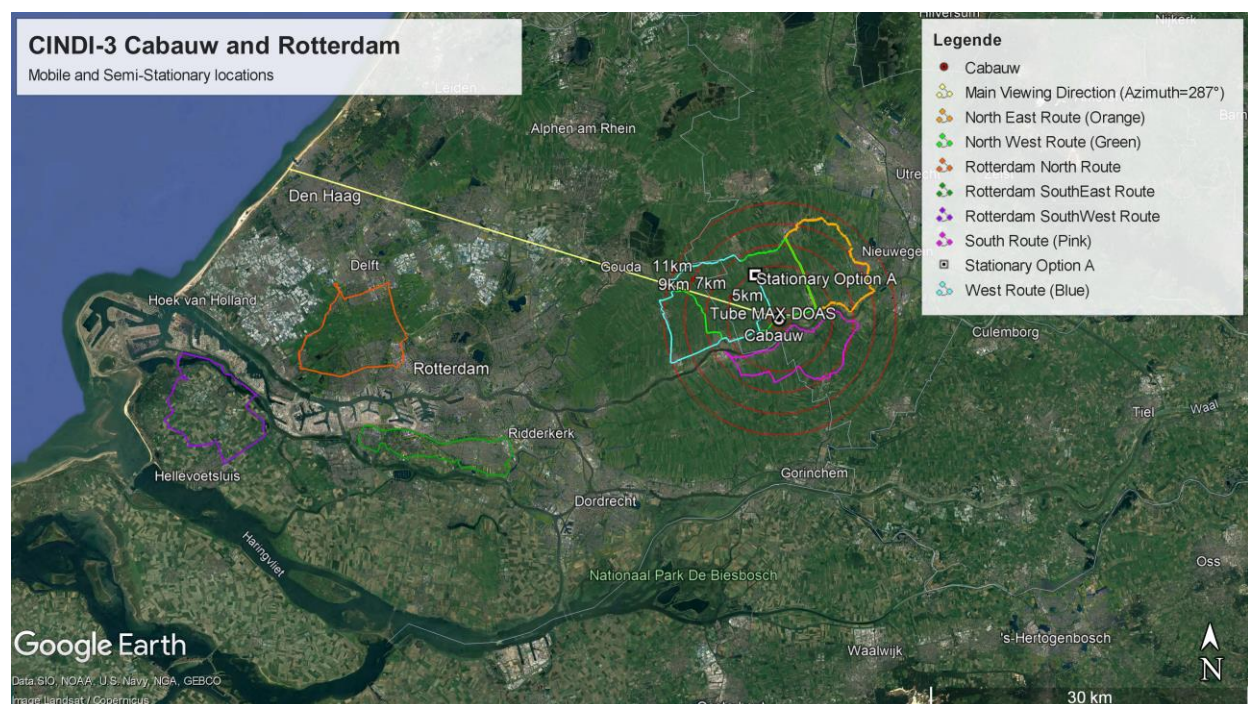 CINDI-3 Cabauw and Rotterdam
Mobile and Semi-Stationary locations
Legende
Cabauw
Main Viewing Direction (Azimuth=287°)
North East Route (Orange)
North West Route (Green)
Rotterdam North Route
Rotterdam SouthEast Route
Rotterdam SouthWest Route
South Route (Pink)
Stationary Option A
West Route (Blue)
Hilversum
Nijkerk
Leiden
Alphen am Rhein
Utrecht
Zeist
Den Haag
Nieuwegein
Delft
Gouda
11km
9km
7km
5km
Stationary Option A
Tube MAX-DOAS
Cabauw
Hoek van Holland
Culemborg
Rotterdam
Tiel
Waal
Ridderkerk
Hellevoetsluis
Gorinchem
Dordrecht
Haringvliet
Nationaal Park De Biesbosch
Oss
's-Hertogenbosch
Waalwijk
Google Earth
Data SIO, NOAA, U.S. Navy, NGA, GEBCO
Image Landsat / Copernicus
N
30 km